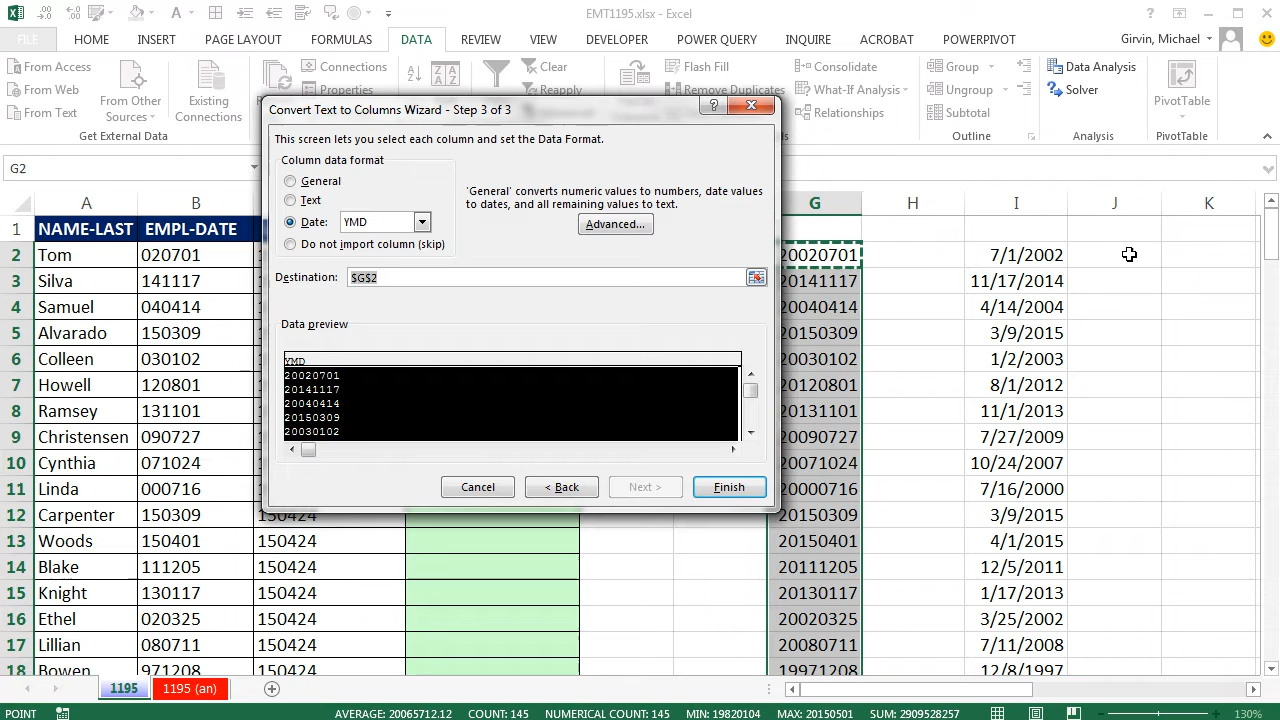 EMT1195.xlsx - Excel
FILE HOME INSERT PAGE LAYOUT FORMULAS DATA REVIEW VIEW DEVELOPER POWER QUERY INQUIRE ACROBAT POWERPIVOT Girvin, Michael
From Access
From Web
From Text
From Other Sources
Existing Connections
Get External Data
Connections
Properties
Clear
Reapply
Flash Fill
Remove Duplicates
Consolidate
What-If Analysis
Relationships
Group
Ungroup
Subtotal
Outline
Data Analysis
Solver
Analysis
PivotTable
PivotTable
G2
Convert Text to Columns Wizard - Step 3 of 3
This screen lets you select each column and set the Data Format.
Column data format
General
Text
Date: YMD
Do not import column (skip)
'General' converts numeric values to numbers, date values
to dates, and all remaining values to text.
Advanced...
Destination: $G$2
Data preview
YMD
20020701
20141117
20040414
20150309
20030102
Cancel < Back Next > Finish
A B G H I J K
1 NAME-LAST EMPL-DATE
2 Tom 020701 20020701 7/1/2002
3 Silva 141117 20141117 11/17/2014
4 Samuel 040414 20040414 4/14/2004
5 Alvarado 150309 20150309 3/9/2015
6 Colleen 030102 20030102 1/2/2003
7 Howell 120801 20120801 8/1/2012
8 Ramsey 131101 20131101 11/1/2013
9 Christensen 090727 20090727 7/27/2009
10 Cynthia 071024 20071024 10/24/2007
11 Linda 000716 20000716 7/16/2000
12 Carpenter 150309 150424 20150309 3/9/2015
13 Woods 150401 150424 20150401 4/1/2015
14 Blake 111205 150424 20111205 12/5/2011
15 Knight 130117 150424 20130117 1/17/2013
16 Ethel 020325 150424 20020325 3/25/2002
17 Lillian 080711 150424 20080711 7/11/2008
18 Bowen 971208 150424 19971208 12/8/1997
1195 1195 (an)
POINT AVERAGE: 20065712.12 COUNT: 145 NUMERICAL COUNT: 145 MIN: 19820104 MAX: 20150501 SUM: 2909528257 130%